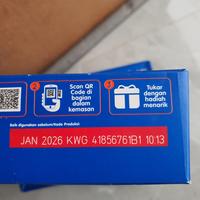 2
Scan QR
Code di
bagian
dalam
kemasan
3
Tukar
dengan
hadiah
menarik
Baik digunakan sebelum/Kode Produksi:
JAN 2026 KWG 41856761B1 10:13